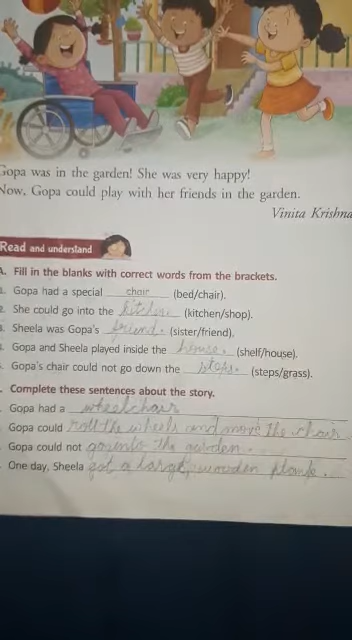 Gopa was in the garden! She was very happy!
Now, Gopa could play with her friends in the garden.
Vinita Krishna
Read and understand
A. Fill in the blanks with correct words from the brackets.
1. Gopa had a special chair (bed/chair).
2. She could go into the kitchen (kitchen/shop).
3. Sheela was Gopa's friend. (sister/friend).
4. Gopa and Sheela played inside the house. (shelf/house).
5. Gopa's chair could not go down the steps. (steps/grass).
. Complete these sentences about the story.
. Gopa had a wheelchair
. Gopa could roll the wheels and move the chair
. Gopa could not go into the garden.
. One day, Sheela got a large, wooden plank.